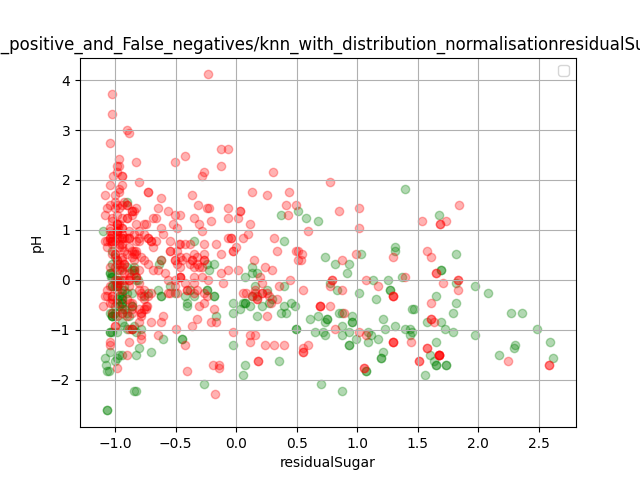 _positive_and_False_negatives/knn_with_distribution_normalisationresidualSu
4
3
2
1
0
−1
−2
pH
−1.0 −0.5 0.0 0.5 1.0 1.5 2.0 2.5
residualSugar